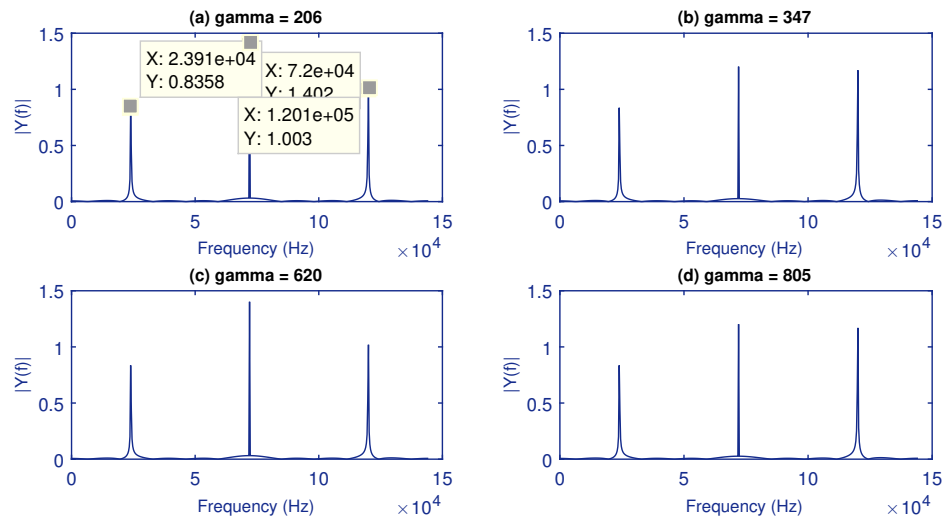 (a) gamma = 206
1.5
1
0.5
0
|Y(f)|
X: 2.391e+04
Y: 0.8358
X: 7.2e+04
Y: 1.402
X: 1.201e+05
Y: 1.003
0 5 10 15
Frequency (Hz)
×10^4
(b) gamma = 347
1.5
1
0.5
0
|Y(f)|
0 5 10 15
Frequency (Hz)
×10^4
(c) gamma = 620
1.5
1
0.5
0
|Y(f)|
0 5 10 15
Frequency (Hz)
×10^4
(d) gamma = 805
1.5
1
0.5
0
|Y(f)|
0 5 10 15
Frequency (Hz)
×10^4